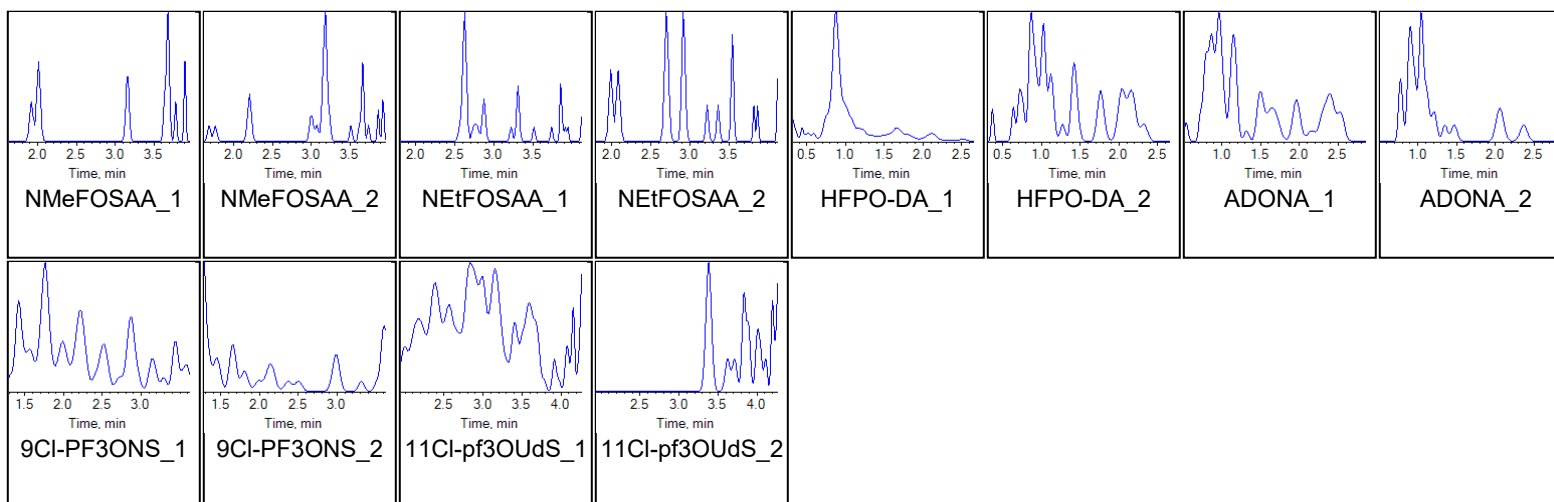 2.0 2.5 3.0 3.5
Time, min
NMeFOSAA_1
2.0 2.5 3.0 3.5
Time, min
NMeFOSAA_2
2.0 2.5 3.0 3.5 4.0
Time, min
NEtFOSAA_1
2.0 2.5 3.0 3.5 4.0
Time, min
NEtFOSAA_2
0.5 1.0 1.5 2.0 2.5
Time, min
HFPO-DA_1
0.5 1.0 1.5 2.0 2.5
Time, min
HFPO-DA_2
1.0 1.5 2.0 2.5
Time, min
ADONA_1
1.0 1.5 2.0 2.5
Time, min
ADONA_2
1.5 2.0 2.5 3.0
Time, min
9Cl-PF3ONS_1
1.5 2.0 2.5 3.0
Time, min
9Cl-PF3ONS_2
2.5 3.0 3.5 4.0
Time, min
11Cl-pf3OUdS_1
2.5 3.0 3.5 4.0
Time, min
11Cl-pf3OUdS_2